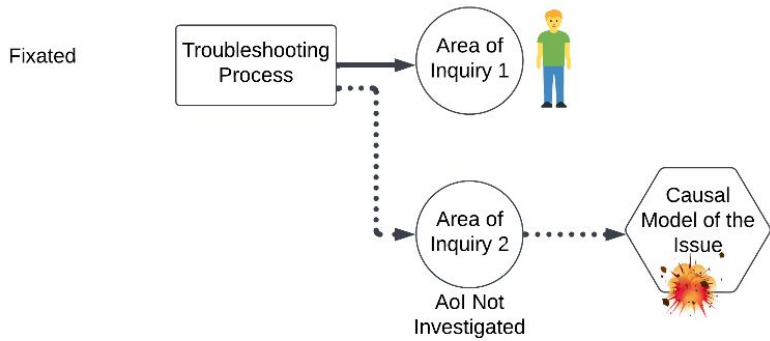 Fixated
Troubleshooting
Process
Area of
Inquiry 1
Area of
Inquiry 2
AoI Not
Investigated
Causal
Model of the
Issue